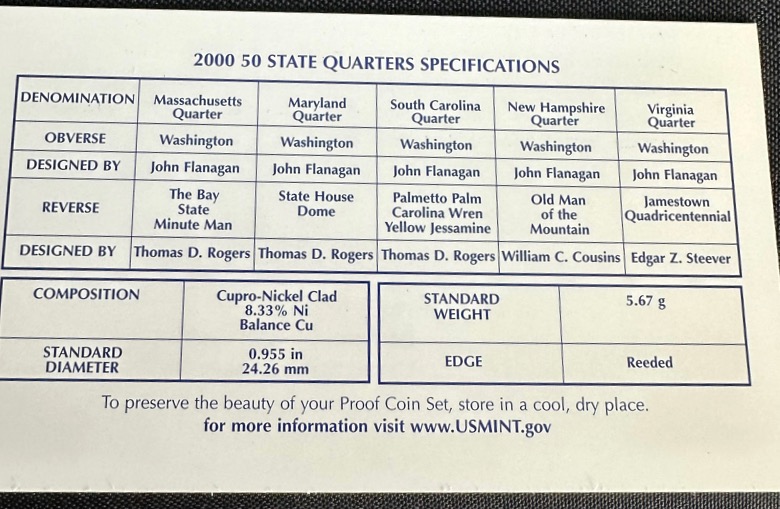 2000 50 STATE QUARTERS SPECIFICATIONS
DENOMINATION Massachusetts Quarter Maryland Quarter South Carolina Quarter New Hampshire Quarter Virginia Quarter
OBVERSE Washington Washington Washington Washington Washington
DESIGNED BY John Flanagan John Flanagan John Flanagan John Flanagan John Flanagan
REVERSE The Bay State Minute Man State House Dome Palmetto Palm Carolina Wren Yellow Jessamine Old Man of the Mountain Jamestown Quadricentennial
DESIGNED BY Thomas D. Rogers Thomas D. Rogers Thomas D. Rogers William C. Cousins Edgar Z. Steever
COMPOSITION Cupro-Nickel Clad 8.33% Ni Balance Cu
STANDARD DIAMETER 0.955 in 24.26 mm
STANDARD WEIGHT 5.67 g
EDGE Reeded
To preserve the beauty of your Proof Coin Set, store in a cool, dry place.
for more information visit www.USMINT.gov